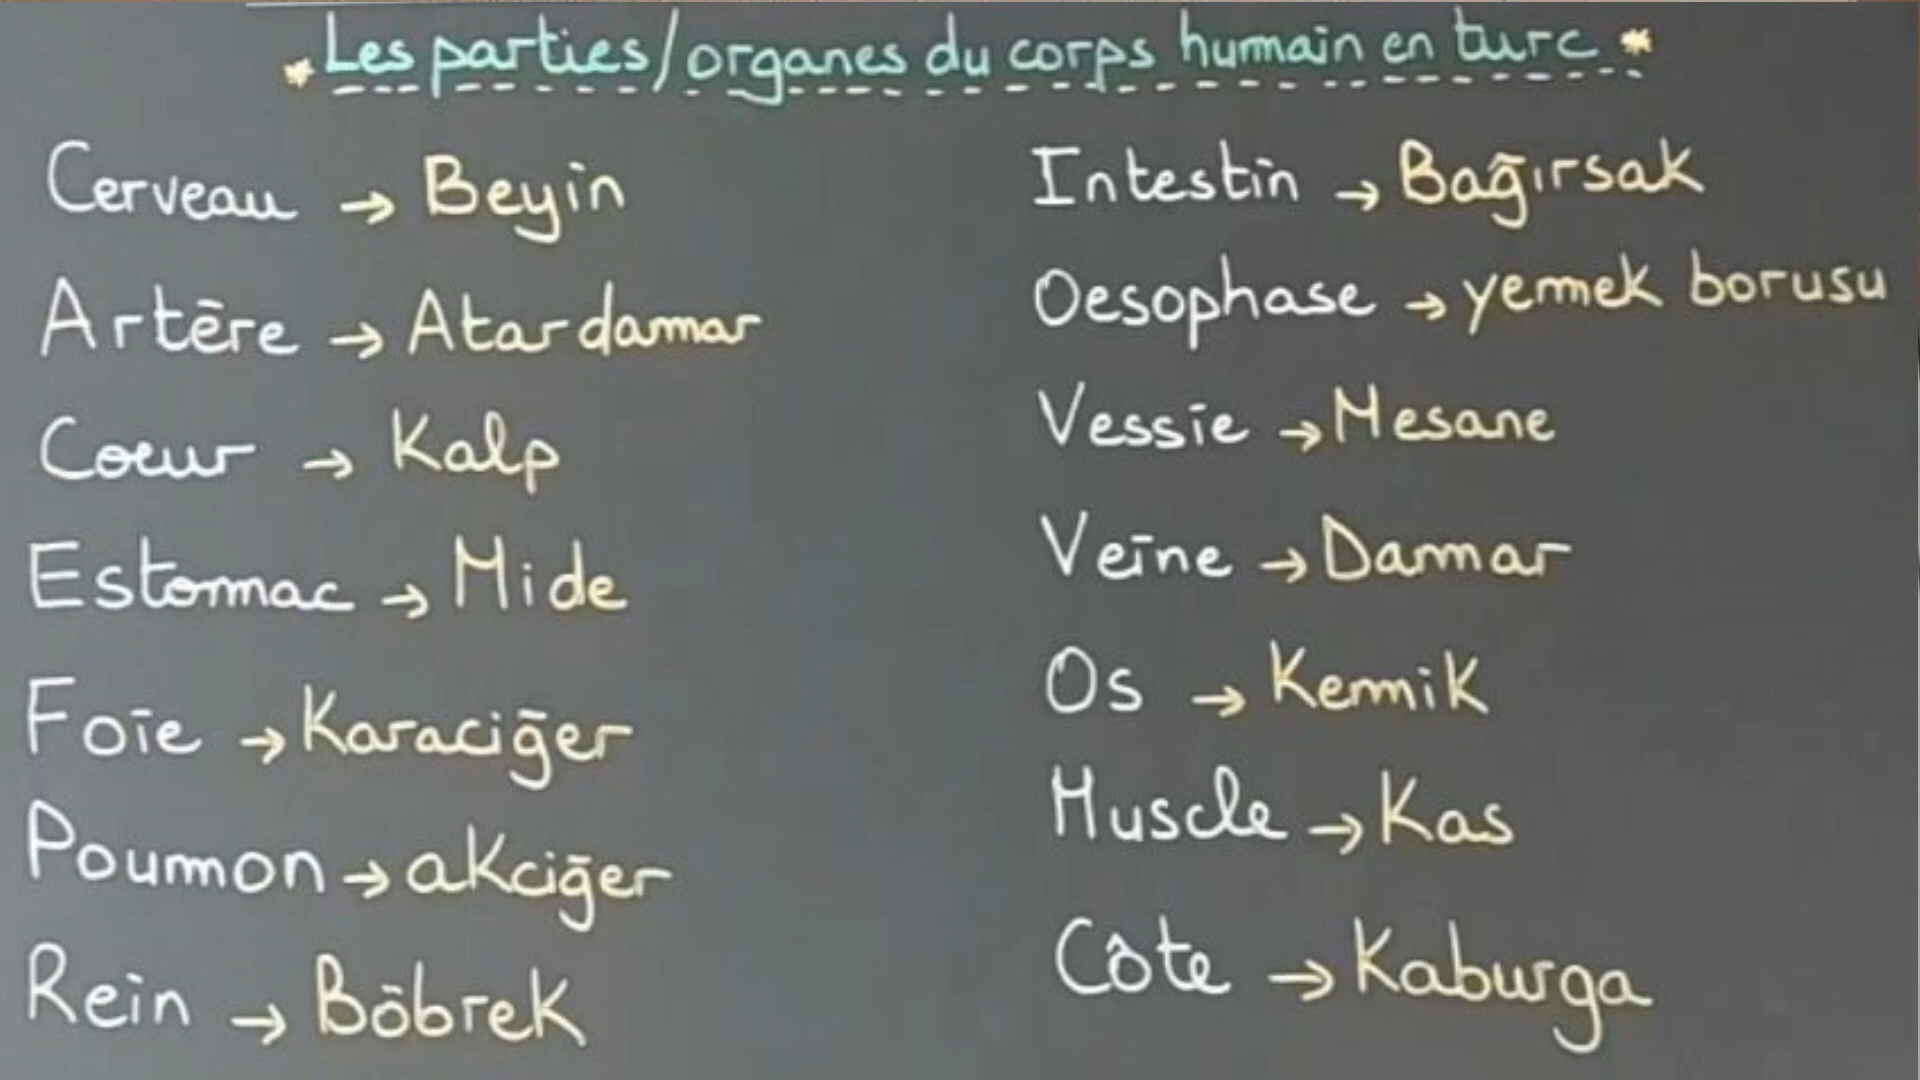 Les parties/organes du corps humain en turc
Cerveau → Beyin
Artère → Atardamar
Coeur → Kalp
Estomac → Mide
Foie → Karaciğer
Poumon → akciğer
Rein → Böbrek
Intestin → Bağırsak
Oesophase → yemek borusu
Vessie → Mesane
Veine → Damar
Os → Kemik
Muscle → Kas
Côte → Kaburga